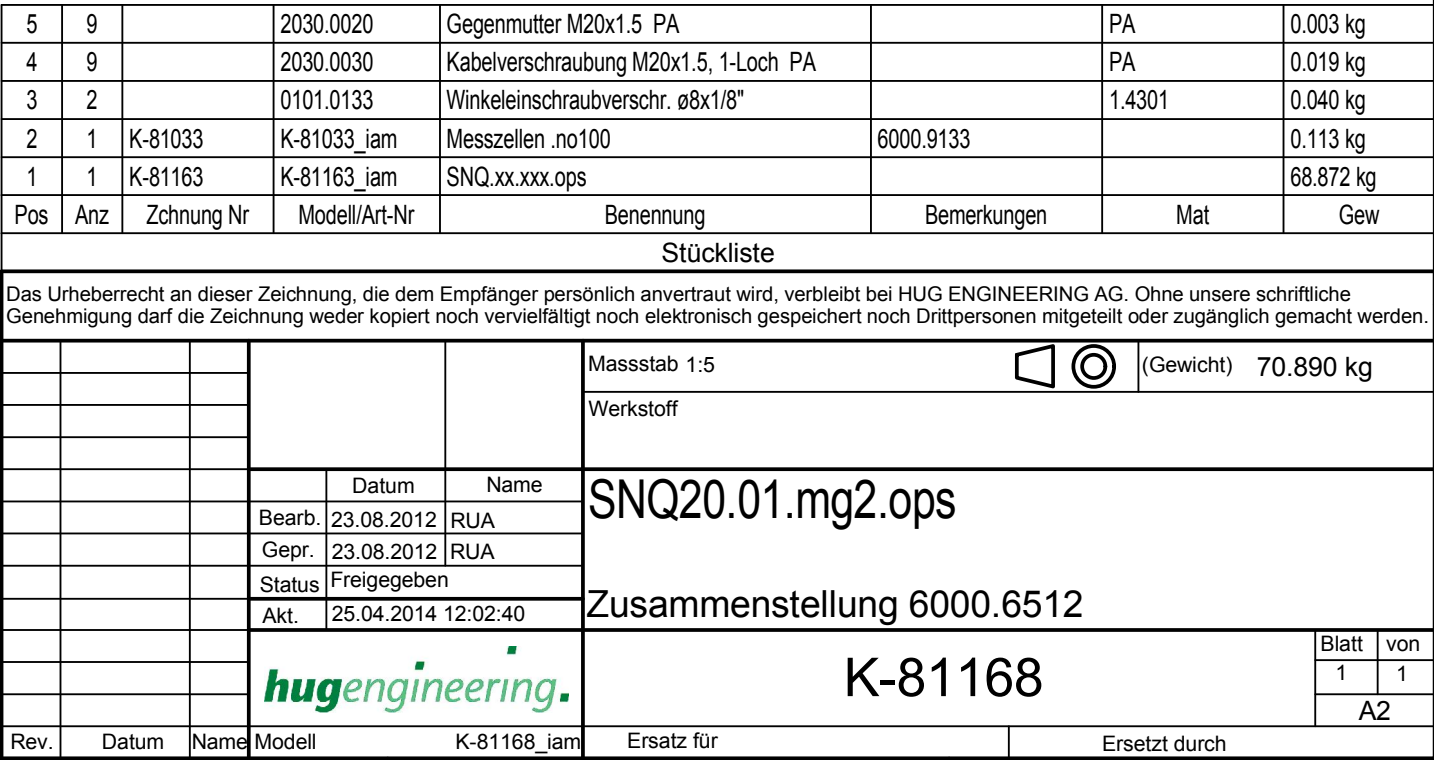 5 9 2030.0020 Gegenmutter M20x1.5 PA PA 0.003 kg
4 9 2030.0030 Kabelverschraubung M20x1.5, 1-Loch PA PA 0.019 kg
3 2 0101.0133 Winkeleinschraubverschr. ø8x1/8" 1.4301 0.040 kg
2 1 K-81033 K-81033_iam Messzellen .no100 6000.9133 0.113 kg
1 1 K-81163 K-81163_iam SNQ.xx.xxx.ops 68.872 kg
Pos Anz Zchnung Nr Modell/Art-Nr Benennung Bemerkungen Mat Gew
Stückliste
Das Urheberrecht an dieser Zeichnung, die dem Empfänger persönlich anvertraut wird, verbleibt bei HUG ENGINEERING AG. Ohne unsere schriftliche
Genehmigung darf die Zeichnung weder kopiert noch vervielfältigt noch elektronisch gespeichert noch Drittpersonen mitgeteilt oder zugänglich gemacht werden.
Massstab 1:5 (Gewicht) 70.890 kg
Werkstoff
Datum Name
Bearb. 23.08.2012 RUA
Gepr. 23.08.2012 RUA
Status Freigegeben
Akt. 25.04.2014 12:02:40
SNQ20.01.mg2.ops
Zusammenstellung 6000.6512
hugengineering.
K-81168
Blatt von
1 1
A2
Rev. Datum Name Modell K-81168_iam Ersatz für Ersetzt durch